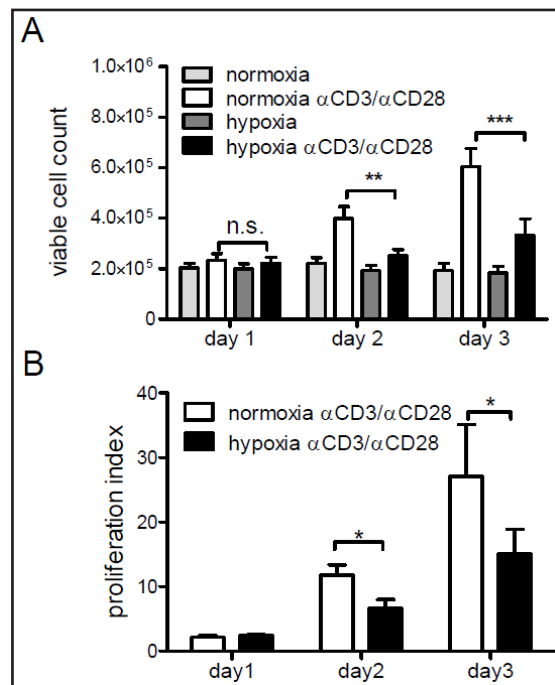 A
1.0×10⁶
8.0×10⁵
6.0×10⁵
4.0×10⁵
2.0×10⁵
0
viable cell count
normoxia
normoxia αCD3/αCD28
hypoxia
hypoxia αCD3/αCD28
n.s.
**
***
day 1 day 2 day 3
B
40
30
20
10
0
proliferation index
normoxia αCD3/αCD28
hypoxia αCD3/αCD28
*
*
day1 day2 day3